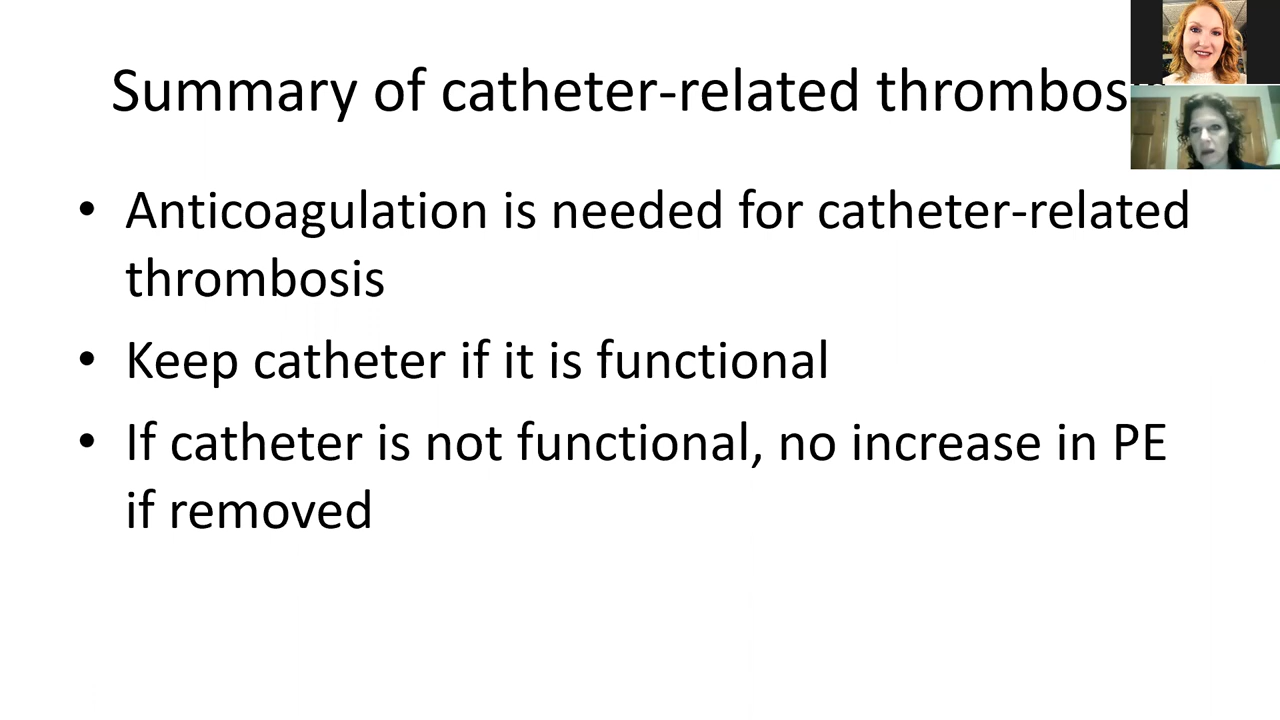 Summary of catheter-related
• Anticoagulation is needed for catheter-related
thrombosis
• Keep catheter if it is functional
• If catheter is not functional, no increase in PE
if removed